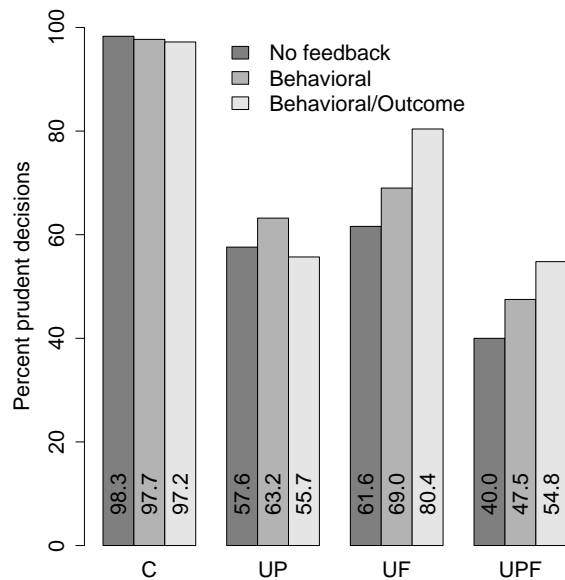 Percent prudent decisions
100
80
60
40
20
0
No feedback
Behavioral
Behavioral/Outcome
98.3 97.7 97.2
57.6 63.2 55.7
61.6 69.0 80.4
40.0 47.5 54.8
C UP UF UPF